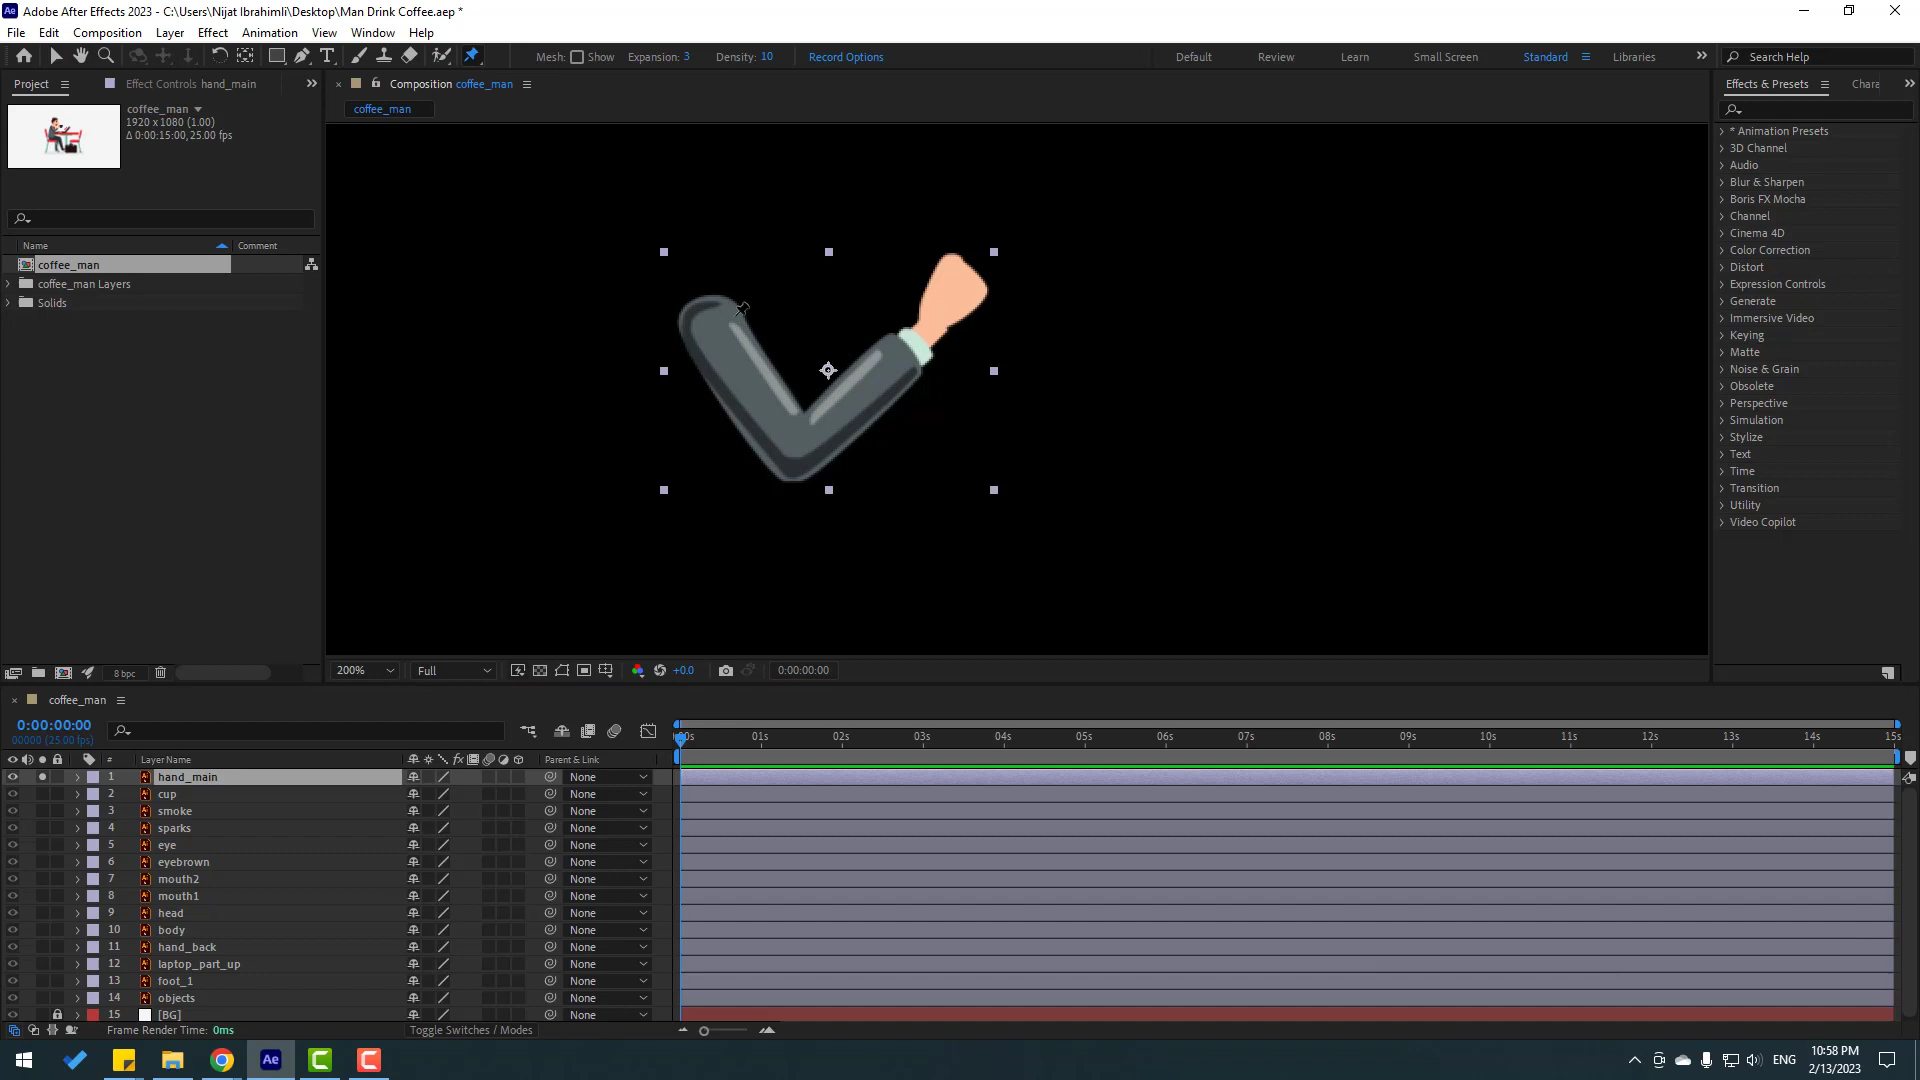 Adobe After Effects 2023 - C:\Users\Nijat Ibrahimli\Desktop\Man Drink Coffee.aep *
File Edit Composition Layer Effect Animation View Window Help
Mesh: Show Expansion: 3 Density: 10 Record Options
Default Review Learn Small Screen Standard Libraries Search Help
Project Effect Controls hand_main
Composition coffee_man
Effects & Presets Chara
coffee_man
1920 x 1080 (1.00)
Δ 0:00:15:00, 25.00 fps
coffee_man
Name Comment
coffee_man
coffee_man Layers
Solids
* Animation Presets
3D Channel
Audio
Blur & Sharpen
Boris FX Mocha
Channel
Cinema 4D
Color Correction
Distort
Expression Controls
Generate
Immersive Video
Keying
Matte
Noise & Grain
Obsolete
Perspective
Simulation
Stylize
Text
Time
Transition
Utility
Video Copilot
8 bpc
200% Full +0.0 0:00:00:00
coffee_man
0:00:00:00
00000 (25.00 fps)
00s 01s 02s 03s 04s 05s 06s 07s 08s 09s 10s 11s 12s 13s 14s 15s
# Layer Name fx Parent & Link
1 hand_main None
2 cup None
3 smoke None
4 sparks None
5 eye None
6 eyebrown None
7 mouth2 None
8 mouth1 None
9 head None
10 body None
11 hand_back None
12 laptop_part_up None
13 foot_1 None
14 objects None
15 [BG] None
Frame Render Time: 0ms Toggle Switches / Modes
ENG
10:58 PM
2/13/2023